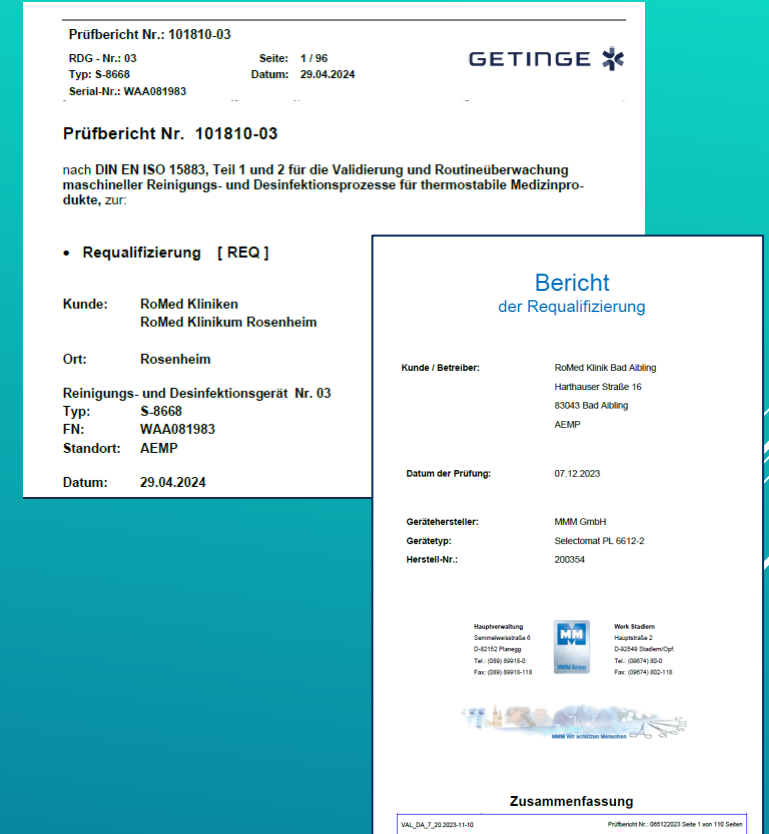 Prüfbericht Nr.: 101810-03
RDG - Nr.: 03 Seite: 1 / 96
Typ: S-8668 Datum: 29.04.2024
Serial-Nr.: WAA081983
GETINGE
Prüfbericht Nr. 101810-03
nach DIN EN ISO 15883, Teil 1 und 2 für die Validierung und Routineüberwachung
maschineller Reinigungs- und Desinfektionsprozesse für thermostabile Medizinpro-
dukte, zur:
• Requalifizierung [ REQ ]
Kunde: RoMed Kliniken
RoMed Klinikum Rosenheim
Ort: Rosenheim
Reinigungs- und Desinfektionsgerät Nr. 03
Typ: S-8668
FN: WAA081983
Standort: AEMP
Datum: 29.04.2024
Bericht
der Requalifizierung
Kunde / Betreiber: RoMed Klinik Bad Aibling
Harthauser Straße 16
83043 Bad Aibling
AEMP
Datum der Prüfung: 07.12.2023
Gerätehersteller: MMM GmbH
Gerätetyp: Selectomat PL 6612-2
Herstell-Nr.: 200354
Hauptverwaltung
Semmelweisstraße 6
D-82152 Planegg
Tel.: (089) 89918-0
Fax: (089) 89918-118
MM
MMM Group
Werk Stadlern
Hauptstraße 2
D-92549 Stadlern/Opf.
Tel.: (09674) 80-0
Fax: (09674) 802-118
MMM Wir schützen Menschen
Zusammenfassung
VAL_DA_7_20 2023-11-10 Prüfbericht Nr.: 065122023 Seite 1 von 110 Seiten